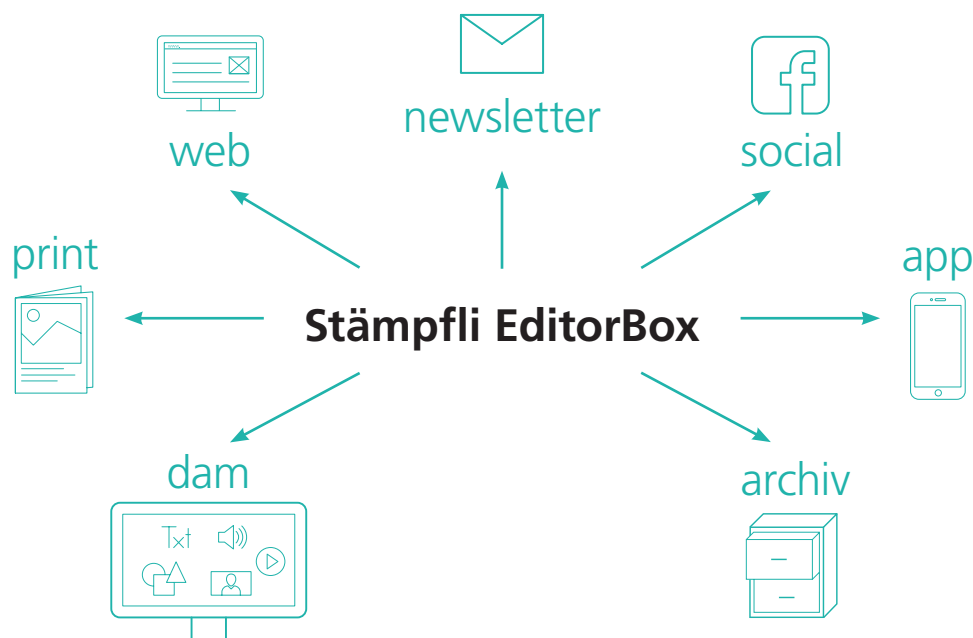 newsletter
web
social
print
app
Stämpfli EditorBox
dam
archiv
Txt